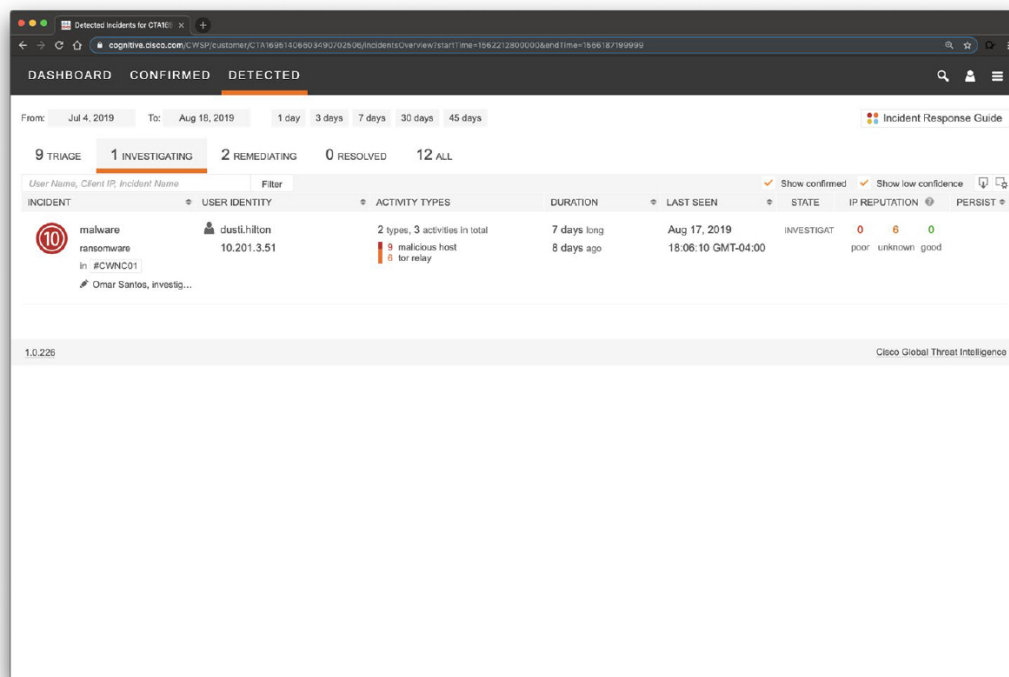 Detected Incidents for CTA169
cognitive.cisco.com/CWSP/customer/CTA16951406603490702506/incidentsOverview?startTime=1562212800000&endTime=1566187199999
DASHBOARD CONFIRMED DETECTED
From: Jul 4, 2019 To: Aug 18, 2019 1 day 3 days 7 days 30 days 45 days Incident Response Guide
9 TRIAGE 1 INVESTIGATING 2 REMEDIATING 0 RESOLVED 12 ALL
User Name, Client IP, Incident Name Filter Show confirmed Show low confidence
INCIDENT USER IDENTITY ACTIVITY TYPES DURATION LAST SEEN STATE IP REPUTATION PERSIST
10 malware dusti.hilton 2 types, 3 activities in total 7 days long Aug 17, 2019 INVESTIGAT 0 6 0
ransomware 10.201.3.51 9 malicious host 8 days ago 18:06:10 GMT-04:00 poor unknown good
in #CWNC01 6 tor relay
Omar Santos, investig...
1.0.226 Cisco Global Threat Intelligence